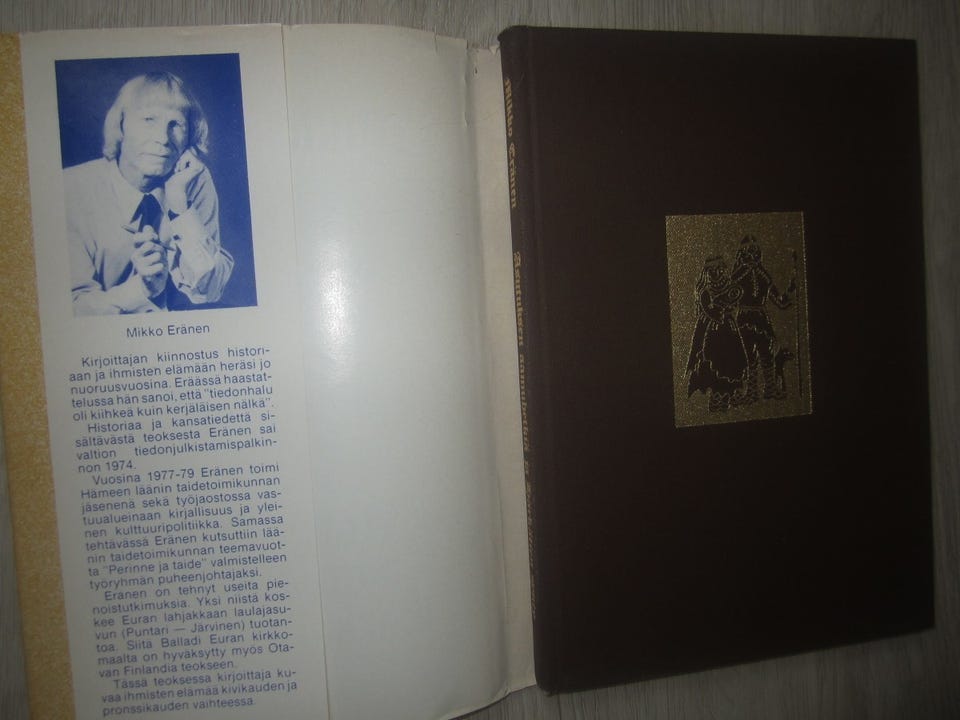 Mikko Eränen
Kirjoittajan kiinnostus histori-
aan ja ihmisten elämään heräsi jo
nuoruusvuosina. Eräässä haastat-
telussa hän sanoi, että "tiedonhalu
oli kiihkeä kuin kerjäläisen nälkä".
Historiaa ja kansatiedettä si-
sältävästä teoksesta Eränen sai
valtion tiedonjulkistamispalkin-
non 1974.
Vuosina 1977-79 Eränen toimi
Hämeen läänin taidetoimikunnan
jäsenenä sekä työjaostossa vas-
tuualueinaan kirjallisuus ja ylei-
nen kulttuuripolitiikka. Samassa
tehtävässä Eränen kutsuttiin lää-
nin taidetoimikunnan teemavuot-
ta "Perinne ja taide" valmistelleen
työryhmän puheenjohtajaksi.
Eränen on tehnyt useita pie-
noistutkimuksia. Yksi niistä kos-
kee Euran lahjakkaan laulajasu-
vun (Puntari — Järvinen) tuotan-
toa. Siitä Balladi Euran kirkko-
maalta on hyväksytty myös Ota-
van Finlandia teokseen.
Tässä teoksessa kirjoittaja ku-
vaa ihmisten elämää kivikauden ja
pronssikauden vaihteessa.
Mikko Eränen